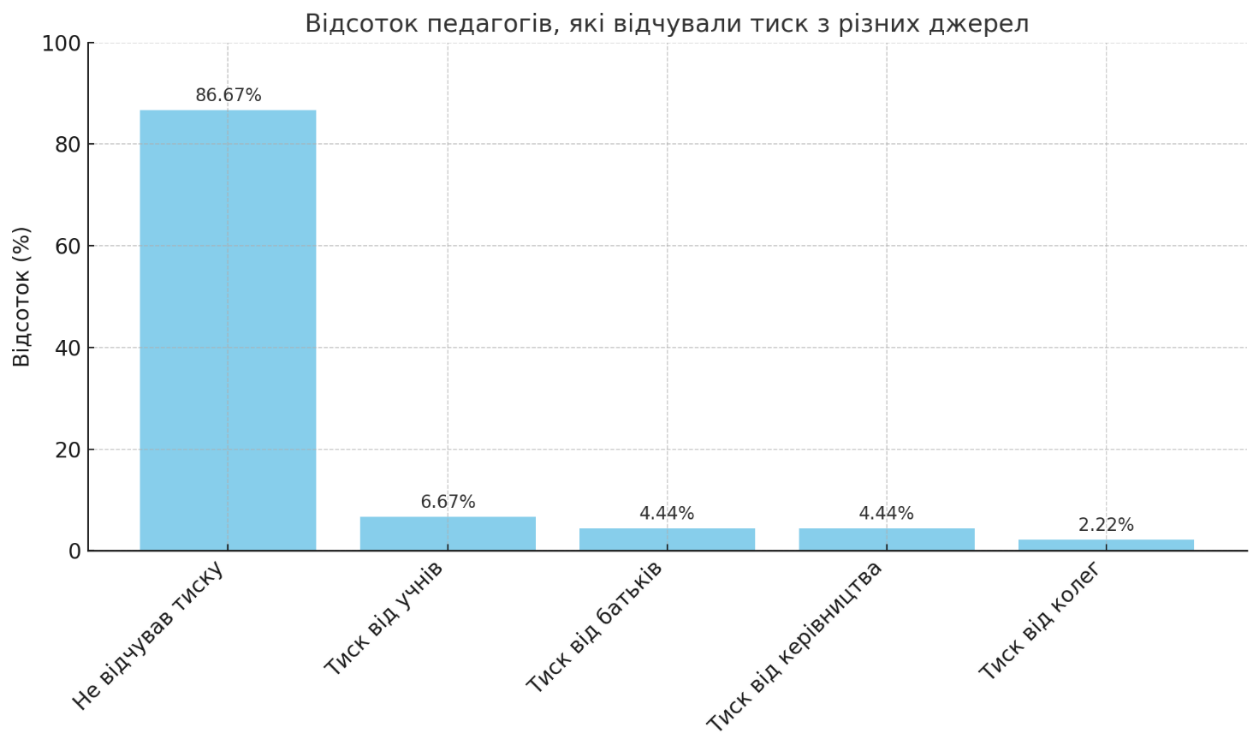 Відсоток педагогів, які відчували тиск з різних джерел
Відсоток (%)
100
80
60
40
20
0
86.67%
6.67%
4.44%
4.44%
2.22%
Не відчував тиску
Тиск від учнів
Тиск від батьків
Тиск від керівництва
Тиск від колег